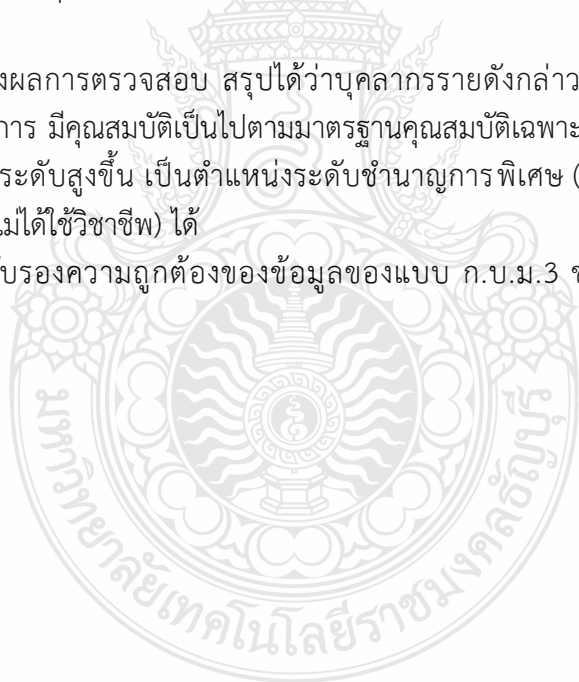 งผลการตรวจสอบ สรุปได้ว่าบุคลากรรายดังกล่าว
การ มีคุณสมบัติเป็นไปตามมาตรฐานคุณสมบัติเฉพาะ
ระดับสูงขึ้น เป็นตำแหน่งระดับชำนาญการพิเศษ (
ไม่ได้ใช้วิชาชีพ) ได้
บรองความถูกต้องของข้อมูลของแบบ ก.บ.ม.3 ข
มหาวิทยาลัยเทคโนโลยีราชมงคลธัญบุรี